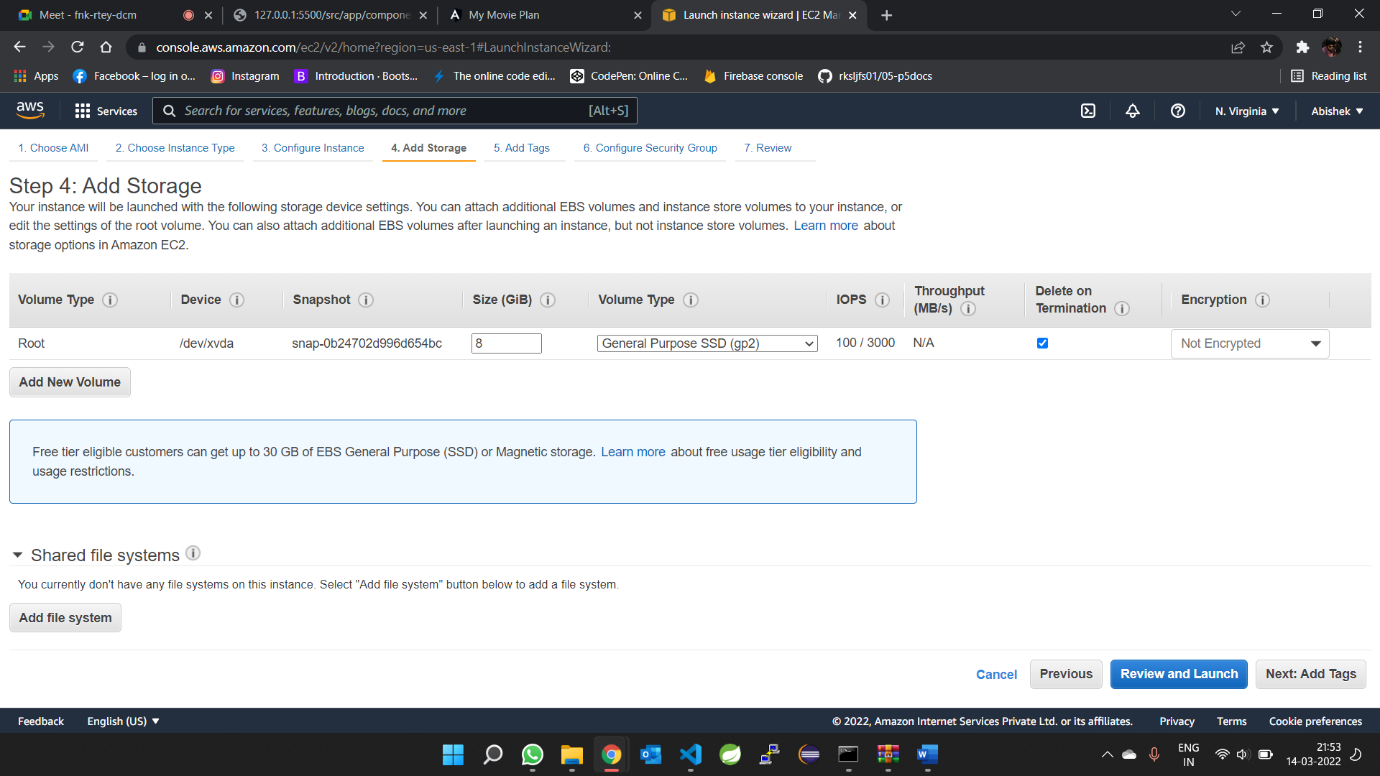 Meet - fnk-rtey-dcm
127.0.0.1:5500/src/app/compone
My Movie Plan
Launch instance wizard | EC2 Ma
console.aws.amazon.com/ec2/v2/home?region=us-east-1#LaunchInstanceWizard:
Apps
Facebook – log in o...
Instagram
Introduction · Boots...
The online code edi...
CodePen: Online C...
Firebase console
rksljfs01/05-p5docs
Reading list
aws
Services
Search for services, features, blogs, docs, and more
[Alt+S]
N. Virginia
Abishek
1. Choose AMI
2. Choose Instance Type
3. Configure Instance
4. Add Storage
5. Add Tags
6. Configure Security Group
7. Review
Step 4: Add Storage
Your instance will be launched with the following storage device settings. You can attach additional EBS volumes and instance store volumes to your instance, or
edit the settings of the root volume. You can also attach additional EBS volumes after launching an instance, but not instance store volumes. Learn more about
storage options in Amazon EC2.
Volume Type
Device
Snapshot
Size (GiB)
Volume Type
IOPS
Throughput
(MB/s)
Delete on
Termination
Encryption
Root
/dev/xvda
snap-0b24702d996d654bc
8
General Purpose SSD (gp2)
100 / 3000
N/A
Not Encrypted
Add New Volume
Free tier eligible customers can get up to 30 GB of EBS General Purpose (SSD) or Magnetic storage. Learn more about free usage tier eligibility and
usage restrictions.
Shared file systems
You currently don't have any file systems on this instance. Select "Add file system" button below to add a file system.
Add file system
Cancel
Previous
Review and Launch
Next: Add Tags
Feedback
English (US)
© 2022, Amazon Internet Services Private Ltd. or its affiliates.
Privacy
Terms
Cookie preferences
ENG
IN
21:53
14-03-2022